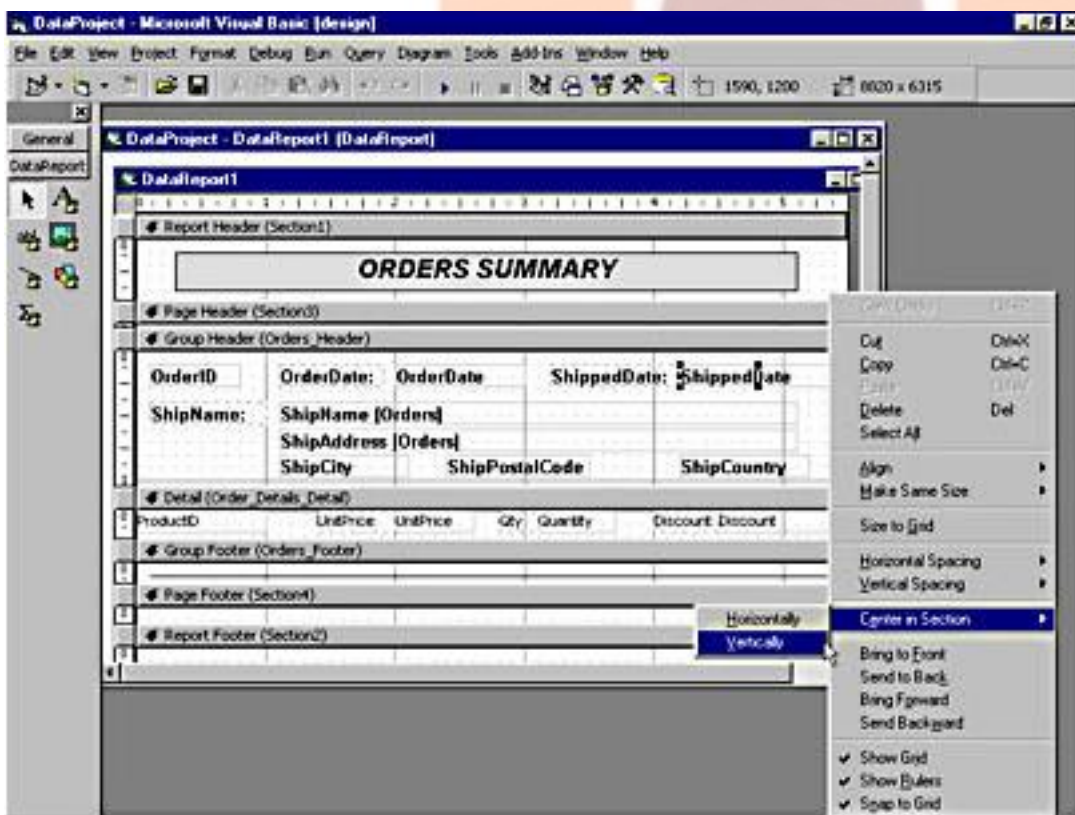 DataProject - Microsoft Visual Basic [design]
File Edit View Project Format Debug Run Query Diagram Tools Add-Ins Window Help
1590, 1200 8020 x 6315
General
DataReport
DataProject - DataReport1 (DataReport)
DataReport1
Report Header (Section1)
ORDERS SUMMARY
Page Header (Section3)
Group Header (Orders_Header)
OrderID OrderDate: OrderDate ShippedDate: ShippedDate
ShipName: ShipName [Orders]
ShipAddress [Orders]
ShipCity ShipPostalCode ShipCountry
Detail (Order_Details_Detail)
ProductID UnitPrice UnitPrice Qty Quantity Discount Discount
Group Footer (Orders_Footer)
Page Footer (Section4)
Report Footer (Section2)
Cut Ctrl+X
Copy Ctrl+C
Paste Ctrl+V
Delete Del
Select All
Align
Make Same Size
Size to Grid
Horizontal Spacing
Vertical Spacing
Center in Section
Horizontally
Vertically
Bring to Front
Send to Back
Bring Forward
Send Backward
Show Grid
Show Rulers
Snap to Grid